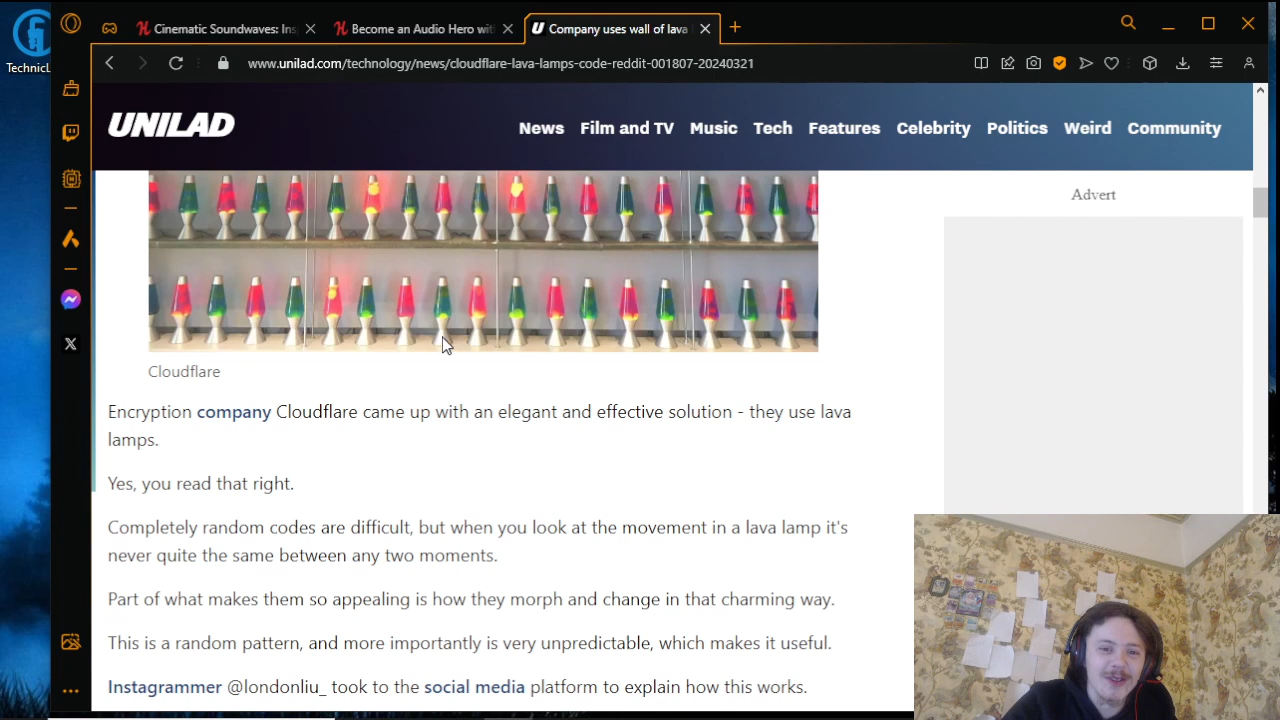 TechnicL
Cinematic Soundwaves: Ins
Become an Audio Hero with
Company uses wall of lava
www.unilad.com/technology/news/cloudflare-lava-lamps-code-reddit-001807-20240321
UNILAD
News Film and TV Music Tech Features Celebrity Politics Weird Community
Advert
Cloudflare
Encryption company Cloudflare came up with an elegant and effective solution - they use lava
lamps.
Yes, you read that right.
Completely random codes are difficult, but when you look at the movement in a lava lamp it's
never quite the same between any two moments.
Part of what makes them so appealing is how they morph and change in that charming way.
This is a random pattern, and more importantly is very unpredictable, which makes it useful.
Instagrammer @londonliu_ took to the social media platform to explain how this works.